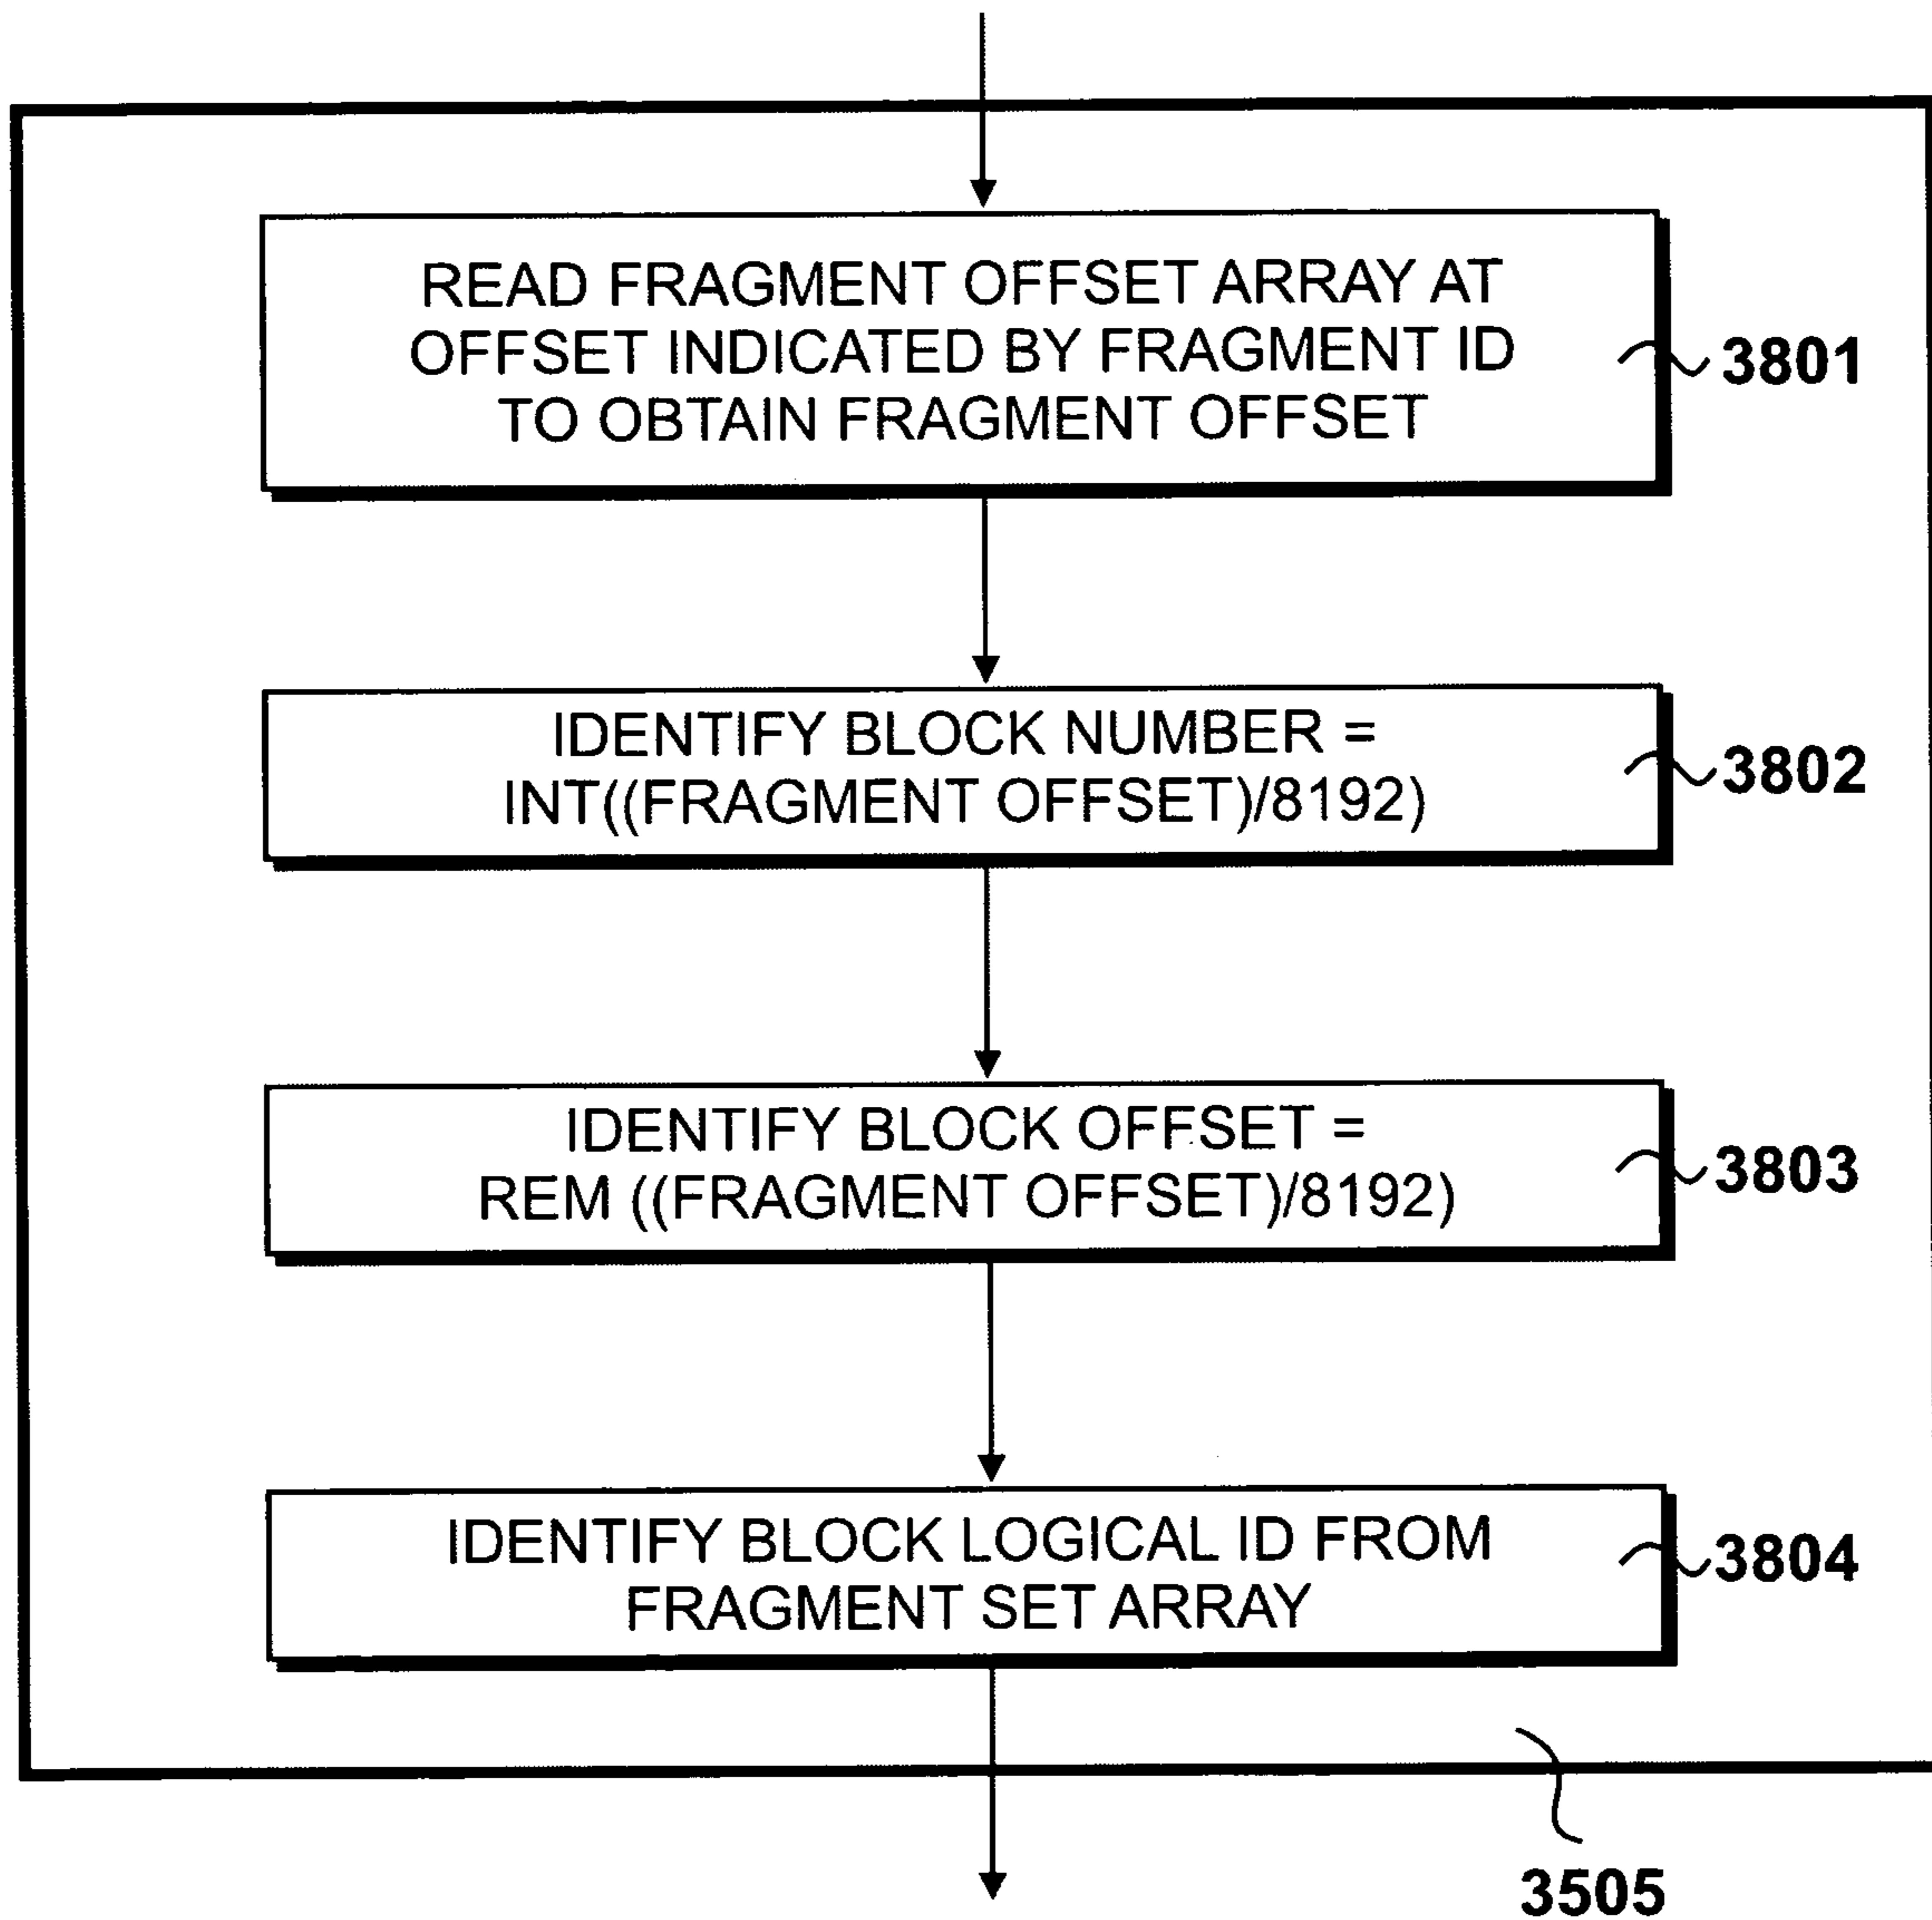 READ FRAGMENT OFFSET ARRAY AT
OFFSET INDICATED BY FRAGMENT ID
TO OBTAIN FRAGMENT OFFSET
3801
IDENTIFY BLOCK NUMBER =
INT((FRAGMENT OFFSET)/8192)
3802
IDENTIFY BLOCK OFFSET =
REM ((FRAGMENT OFFSET)/8192)
3803
IDENTIFY BLOCK LOGICAL ID FROM
FRAGMENT SET ARRAY
3804
3505